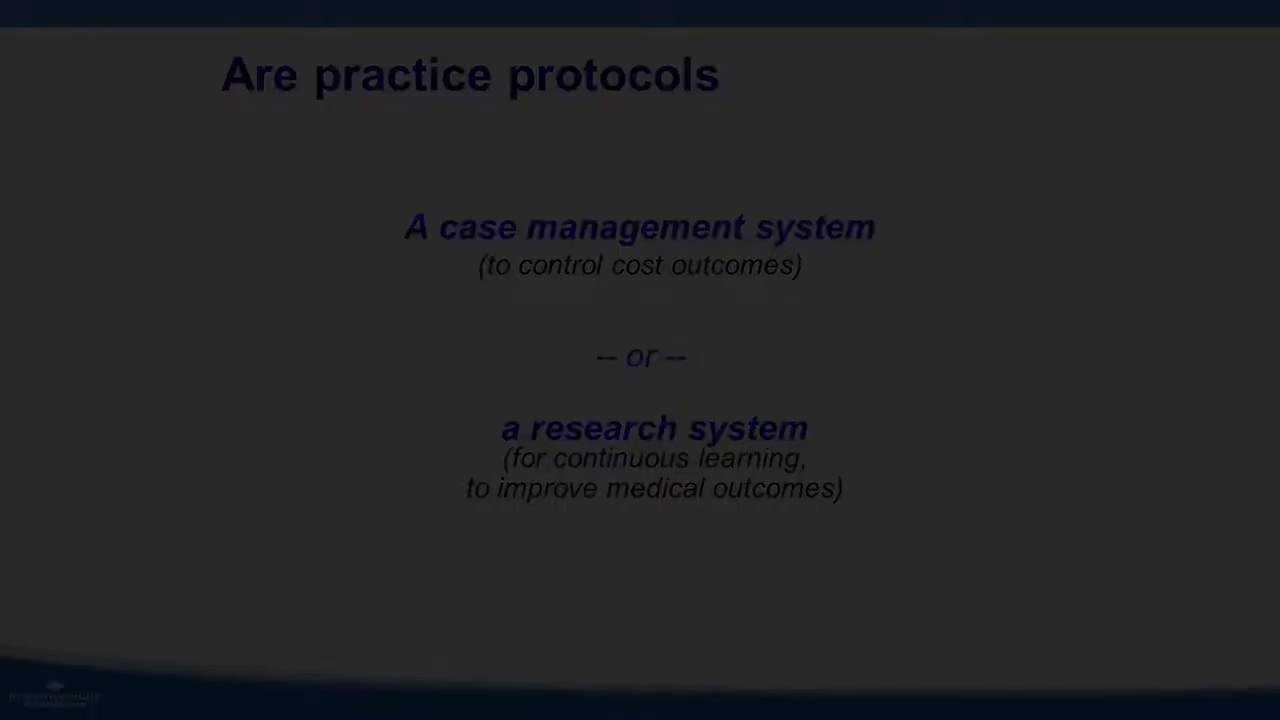 Are practice protocols
A case management system
(to control cost outcomes)
-- or --
a research system
(for continuous learning,
to improve medical outcomes)